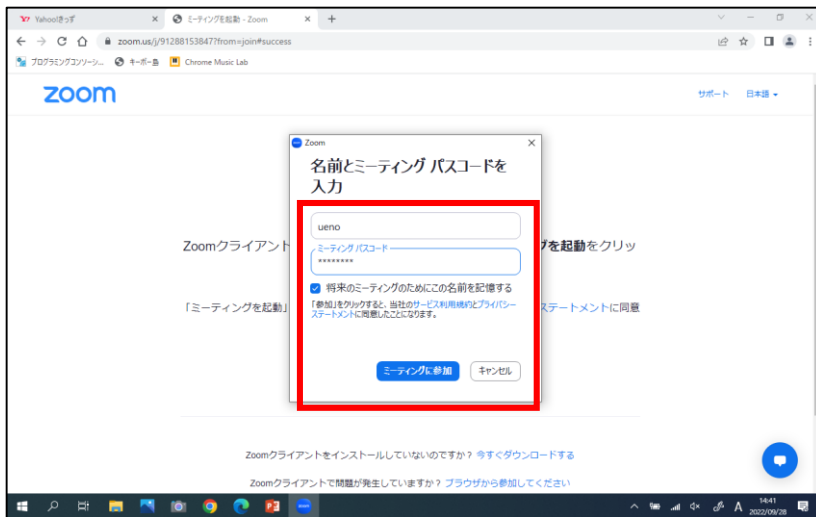 Yahoo!きっず
ミーティングを起動 - Zoom
zoom.us/j/91288153847?from=join#success
プログラミングコンソーシ...
キーボー島
Chrome Music Lab
zoom
サポート
日本語
Zoom
名前とミーティング パスコードを
入力
ueno
ミーティング パスコード
********
将来のミーティングのためにこの名前を記憶する
「参加」をクリックすると、当社のサービス利用規約とプライバシー
ステートメントに同意したことになります。
ミーティングに参加
キャンセル
Zoomクライアント
グを起動をクリッ
「ミーティングを起動」
ステートメントに同意
Zoomクライアントをインストールしていないのですか? 今すぐダウンロードする
Zoomクライアントで問題が発生していますか? ブラウザから参加してください
A
14:41
2022/09/28